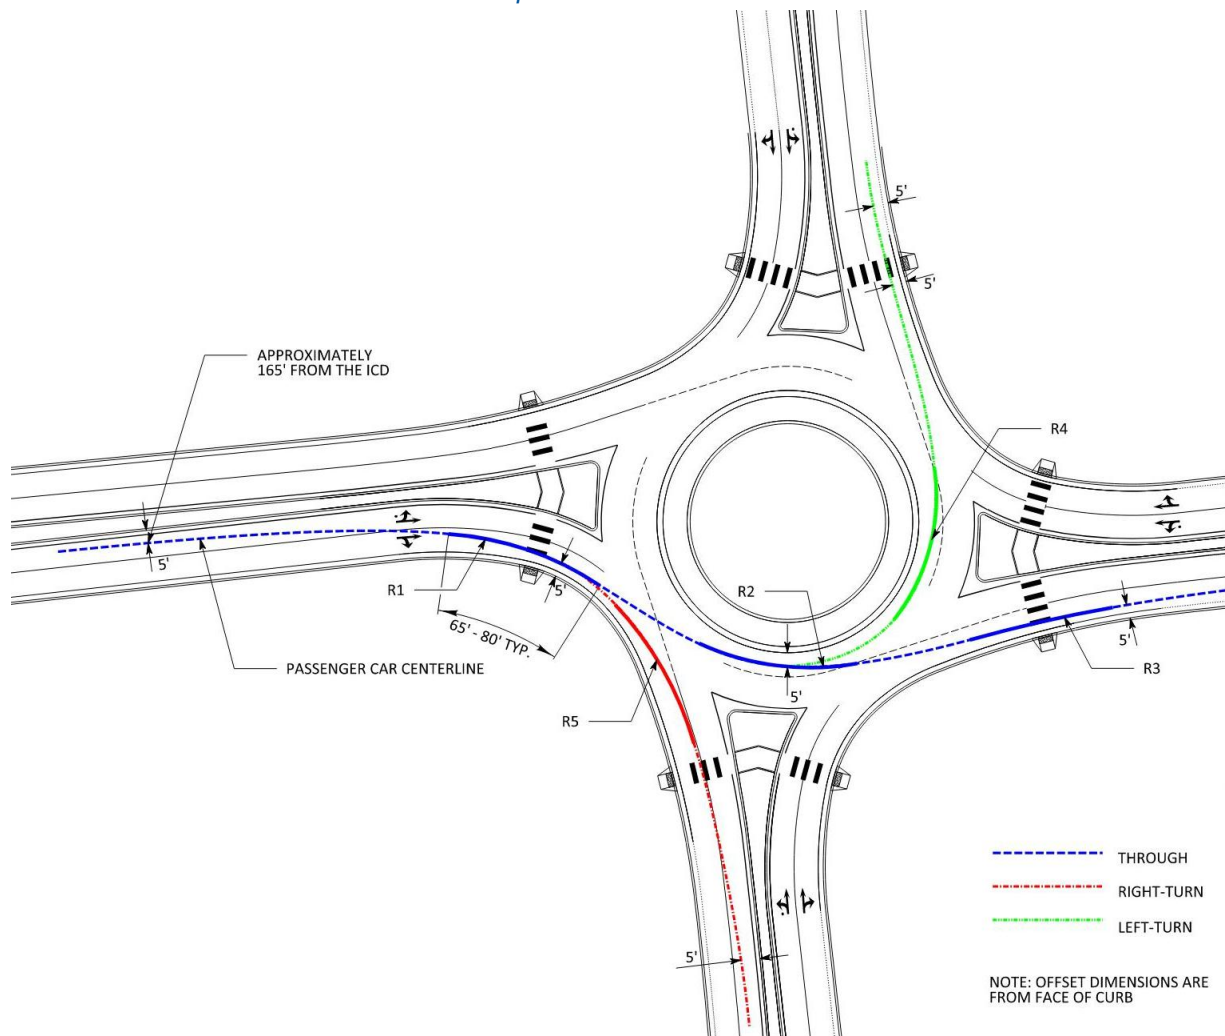 5'
5'
APPROXIMATELY
165' FROM THE ICD
R4
5'
R1
5'
R2
5'
65' - 80' TYP.
PASSENGER CAR CENTERLINE
R3
5'
R5
THROUGH
RIGHT-TURN
LEFT-TURN
5'
NOTE: OFFSET DIMENSIONS ARE
FROM FACE OF CURB